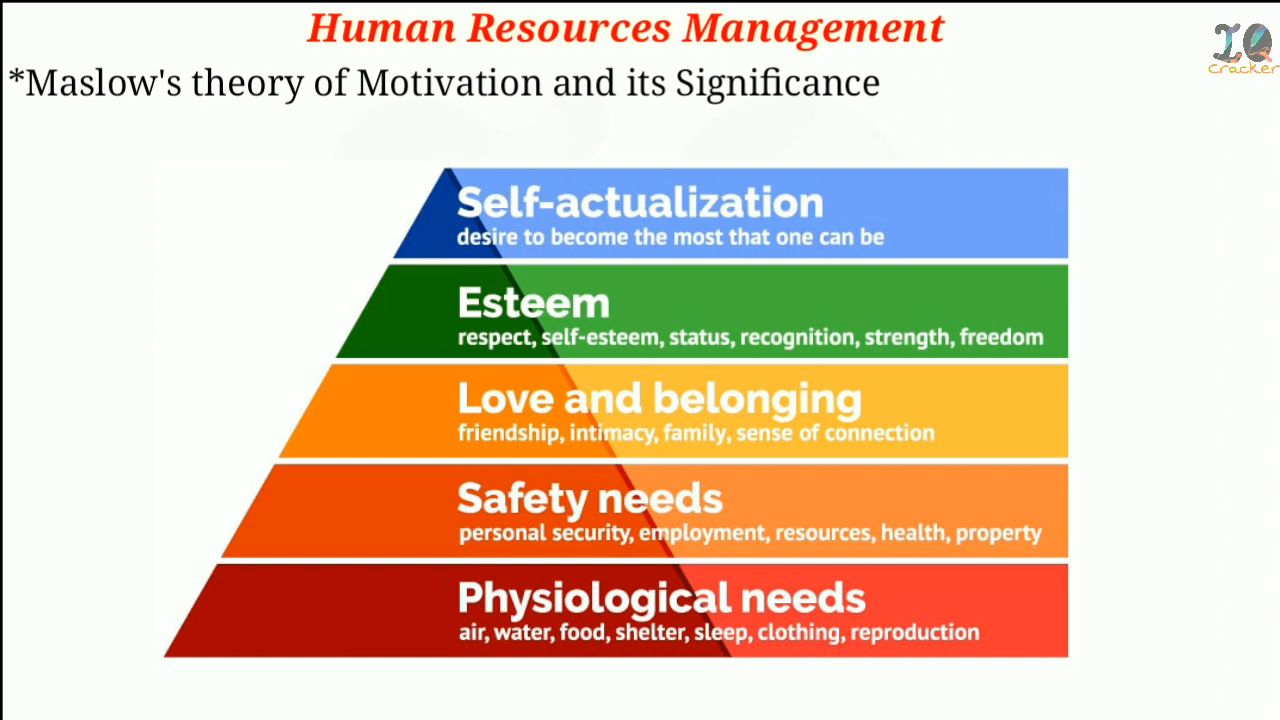 Human Resources Management
IQ
Cracker
*Maslow's theory of Motivation and its Significance
Self-actualization
desire to become the most that one can be
Esteem
respect, self-esteem, status, recognition, strength, freedom
Love and belonging
friendship, intimacy, family, sense of connection
Safety needs
personal security, employment, resources, health, property
Physiological needs
air, water, food, shelter, sleep, clothing, reproduction